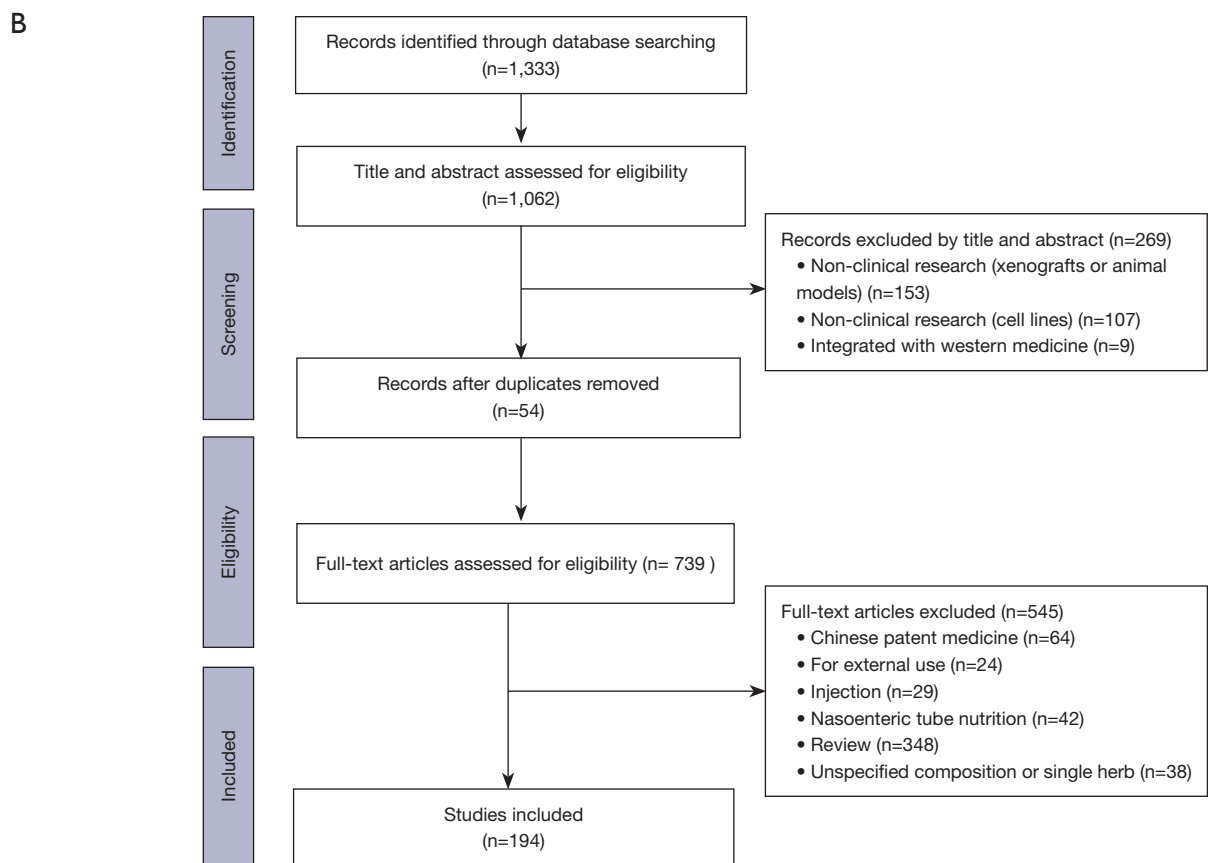 B
Identification
Records identified through database searching
(n=1,333)
Title and abstract assessed for eligibility
(n=1,062)
Screening
Records excluded by title and abstract (n=269)
• Non-clinical research (xenografts or animal
models) (n=153)
• Non-clinical research (cell lines) (n=107)
• Integrated with western medicine (n=9)
Records after duplicates removed
(n=54)
Eligibility
Full-text articles assessed for eligibility (n= 739 )
Full-text articles excluded (n=545)
• Chinese patent medicine (n=64)
• For external use (n=24)
• Injection (n=29)
• Nasoenteric tube nutrition (n=42)
• Review (n=348)
• Unspecified composition or single herb (n=38)
Included
Studies included
(n=194)